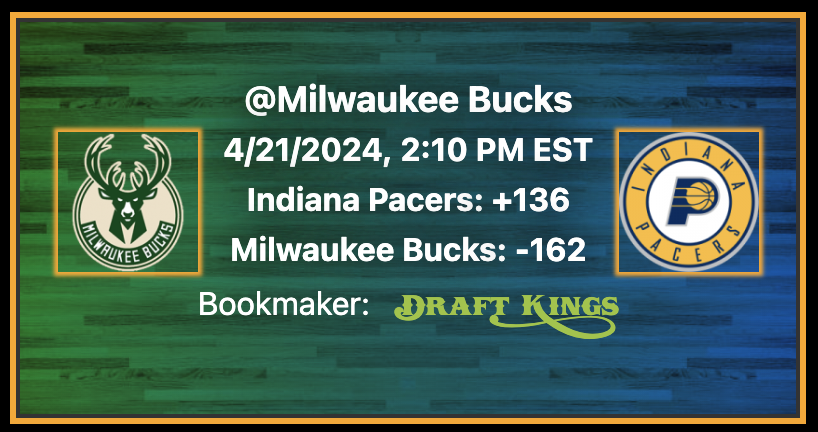 @Milwaukee Bucks
4/21/2024, 2:10 PM EST
Indiana Pacers: +136
Milwaukee Bucks: -162
Bookmaker: DRAFT KINGS
MILWAUKEE BUCKS
INDIANA
P
PACERS